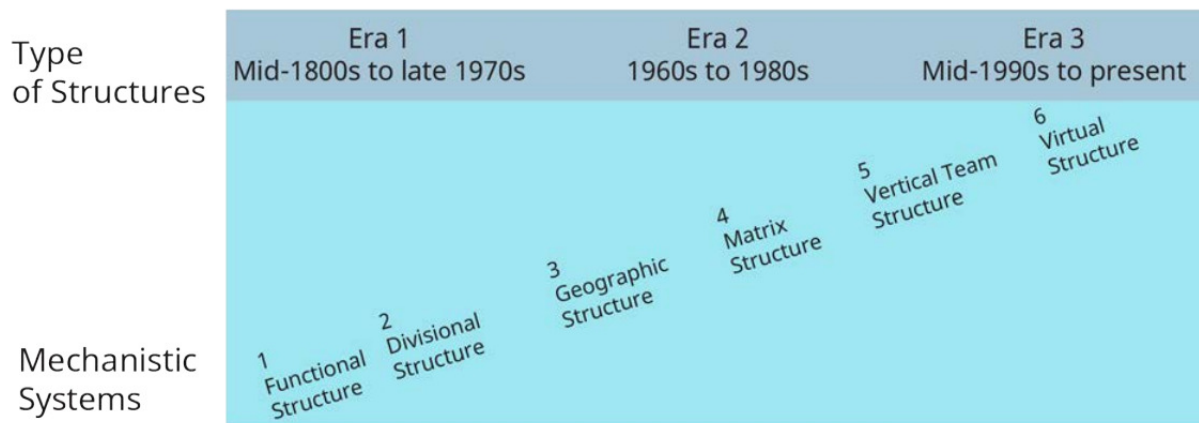 Type
of Structures
Era 1
Mid-1800s to late 1970s
Era 2
1960s to 1980s
Era 3
Mid-1990s to present
6
Virtual
Structure
5
Vertical Team
Structure
4
Matrix
Structure
3
Geographic
Structure
2
Divisional
Structure
1
Functional
Structure
Mechanistic
Systems